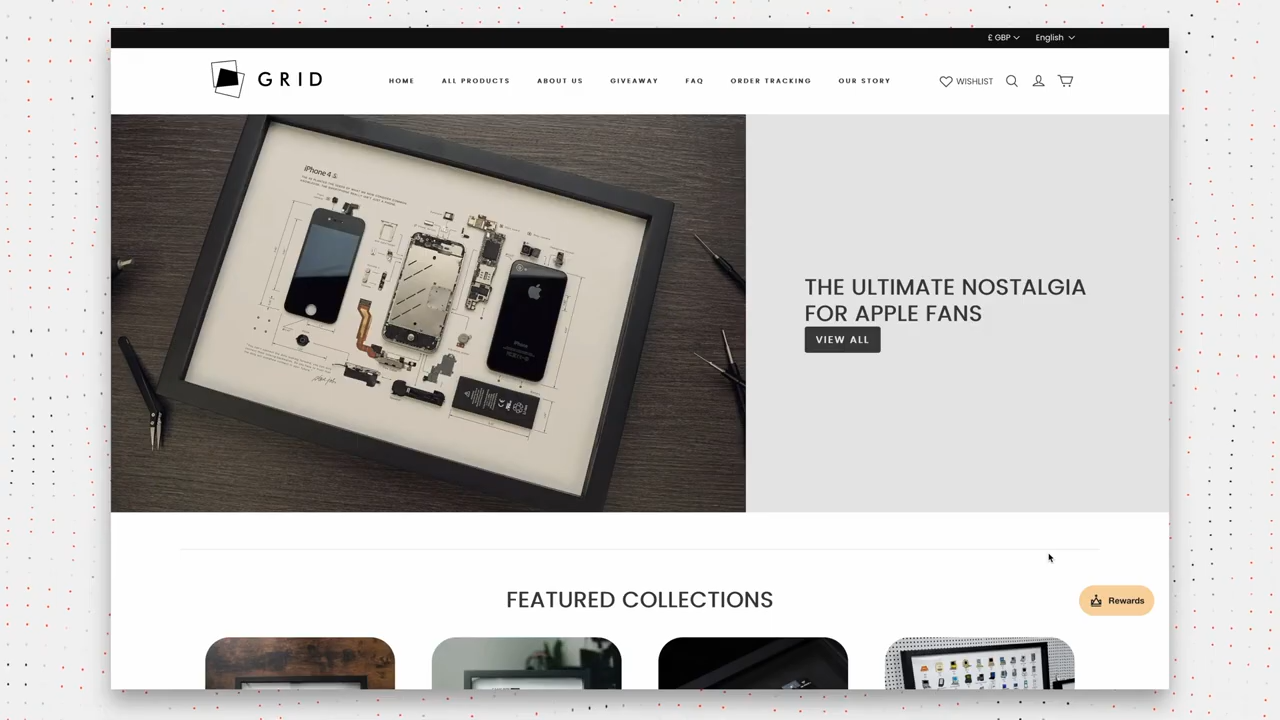 £ GBP
English
GRID
HOME
ALL PRODUCTS
ABOUT US
GIVEAWAY
FAQ
ORDER TRACKING
OUR STORY
WISHLIST
iPhone 4s
iPhone
THE ULTIMATE NOSTALGIA
FOR APPLE FANS
VIEW ALL
FEATURED COLLECTIONS
Rewards